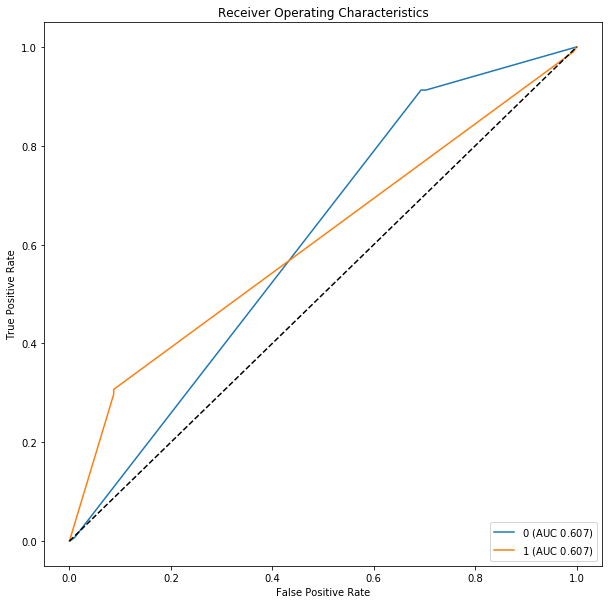 Receiver Operating Characteristics
True Positive Rate
1.0
0.8
0.6
0.4
0.2
0.0
0.0 0.2 0.4 0.6 0.8 1.0
False Positive Rate
0 (AUC 0.607)
1 (AUC 0.607)